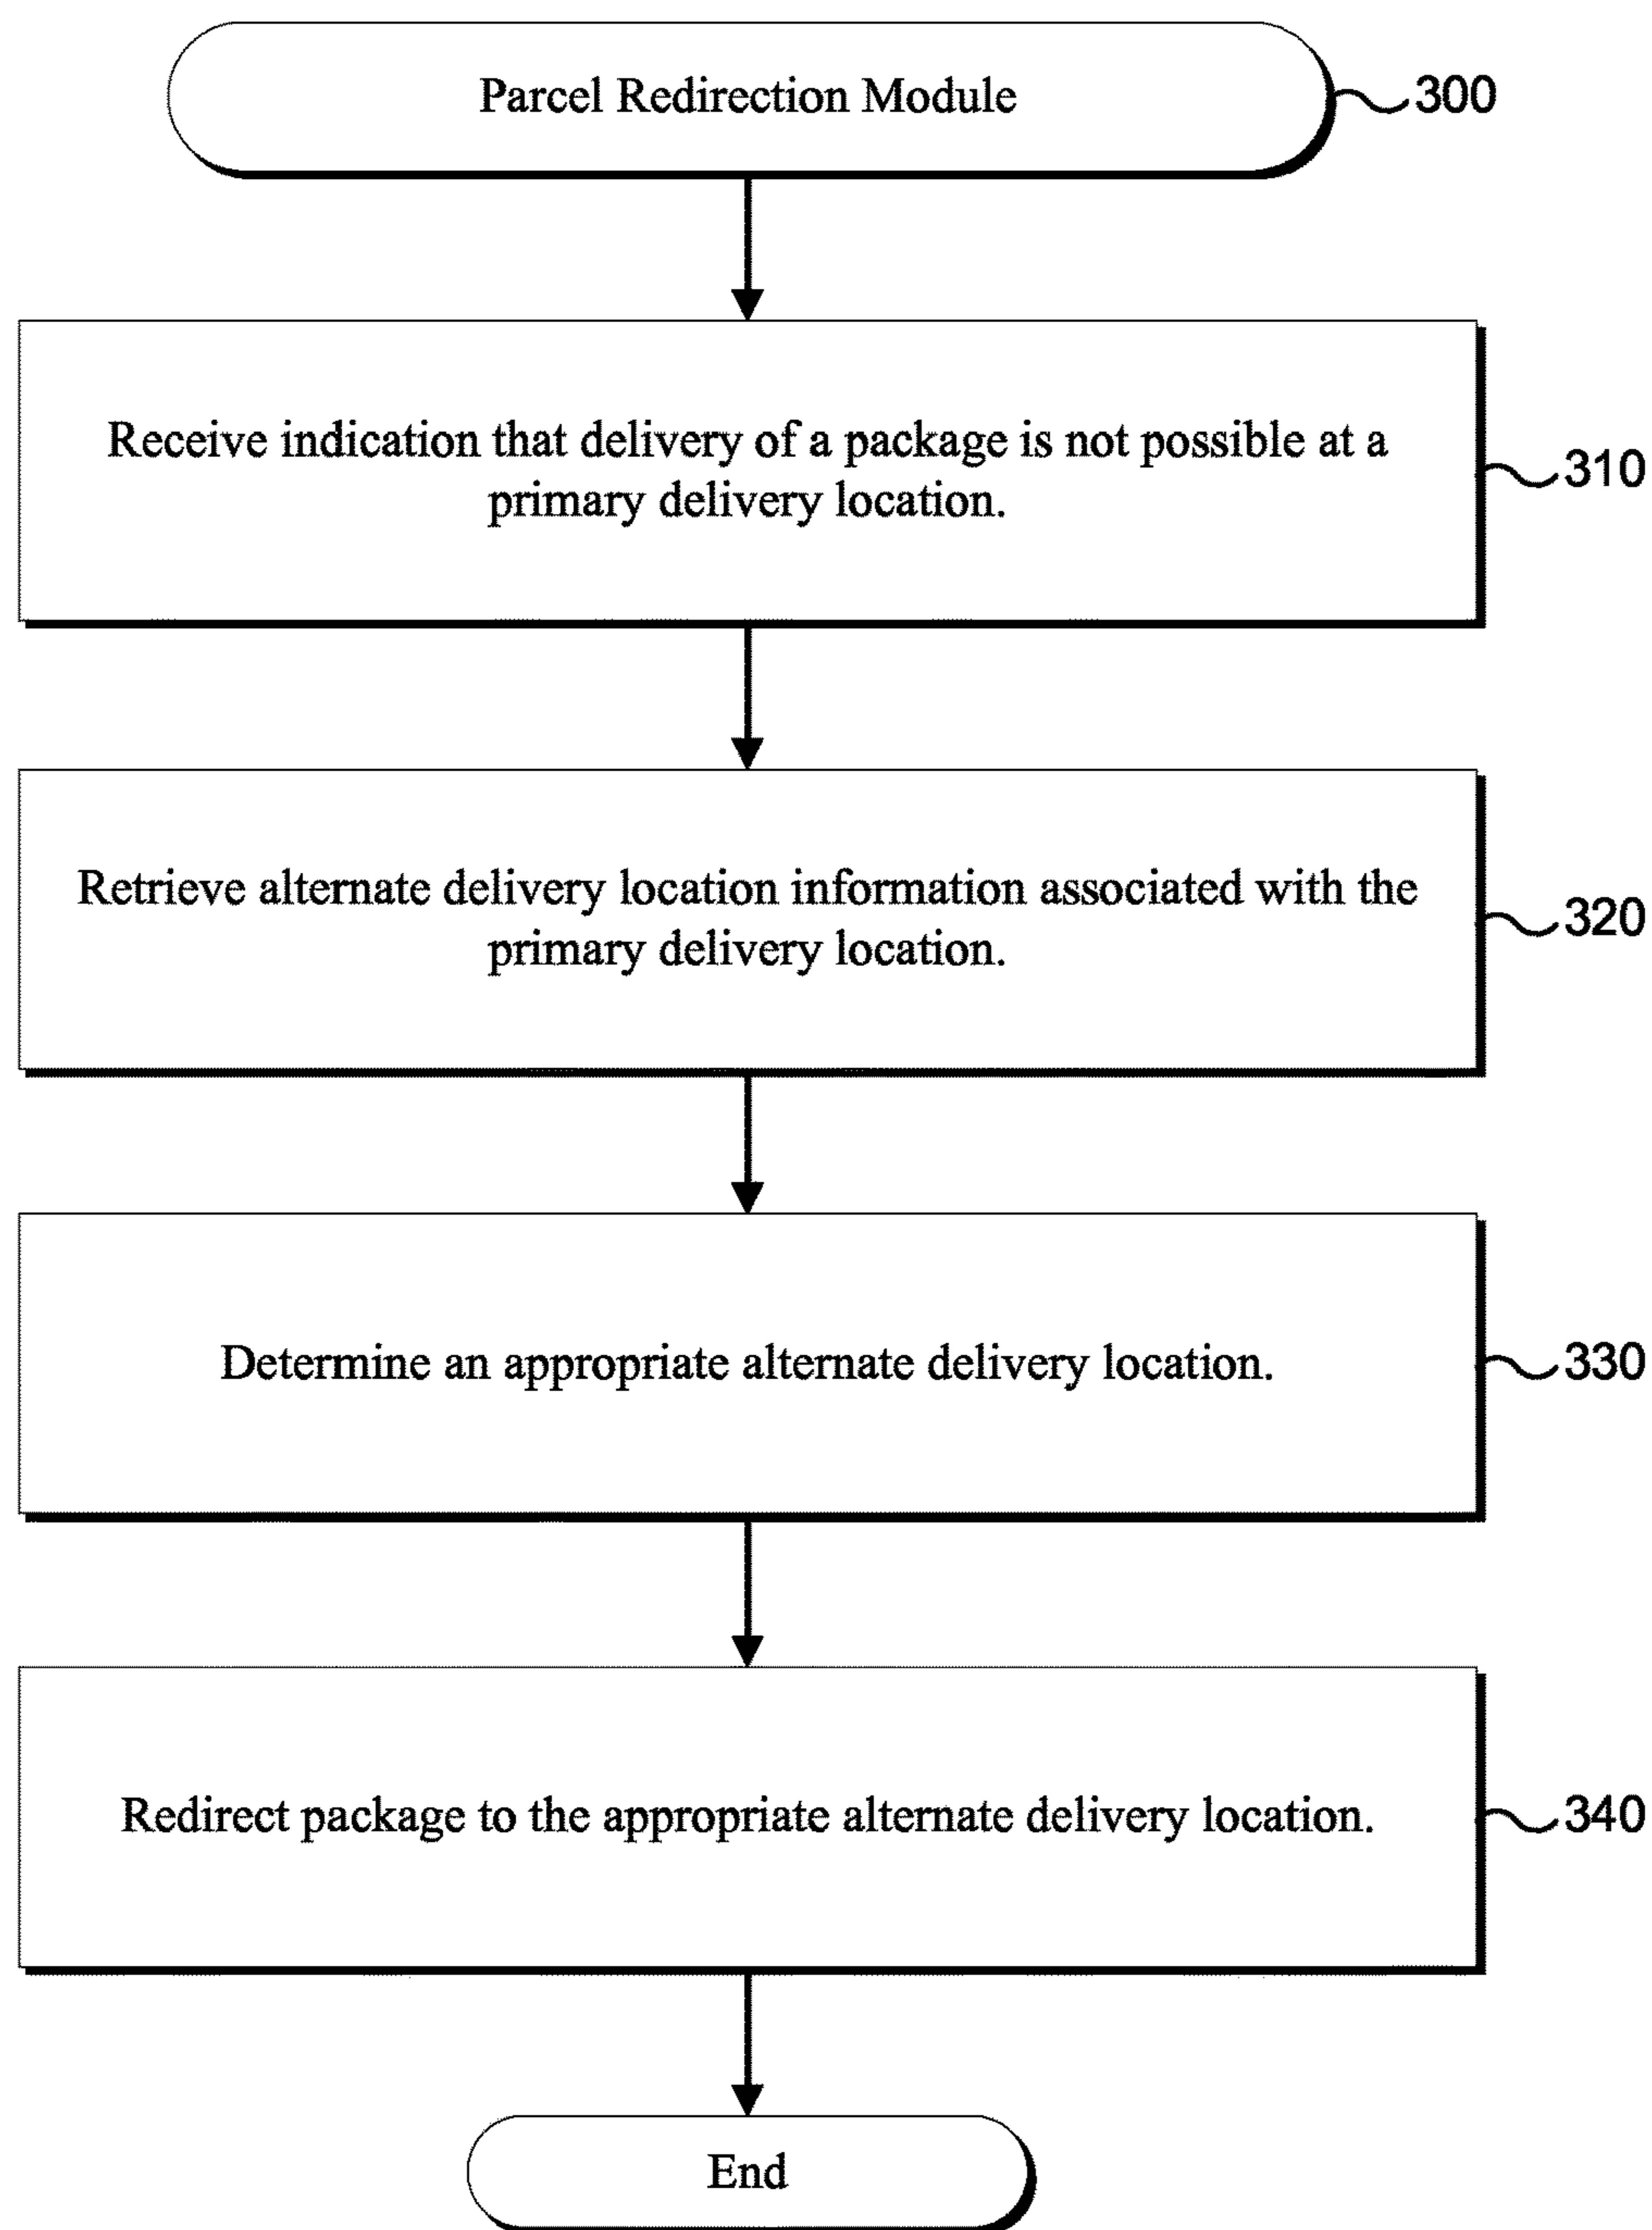 Parcel Redirection Module
300
Receive indication that delivery of a package is not possible at a
primary delivery location.
310
Retrieve alternate delivery location information associated with the
primary delivery location.
320
Determine an appropriate alternate delivery location.
330
Redirect package to the appropriate alternate delivery location.
340
End